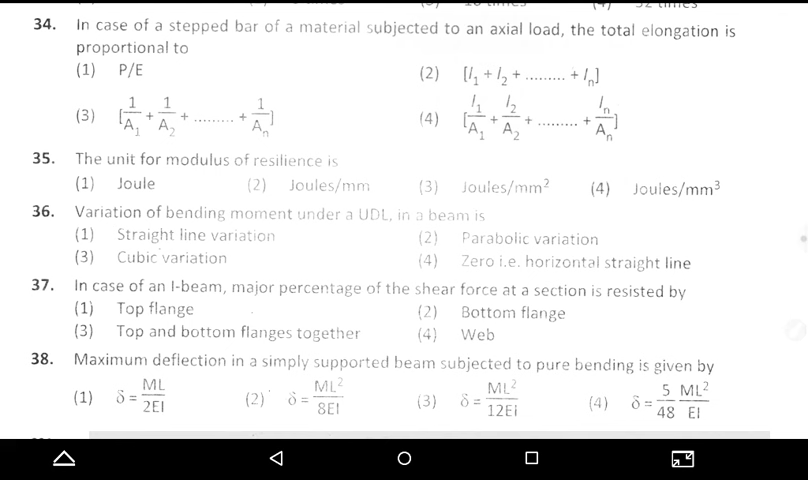 34. In case of a stepped bar of a material subjected to an axial load, the total elongation is
proportional to
(1) P/E (2) [l₁ + l₂ + ......... + lₙ]
(3) [1/A₁ + 1/A₂ + ......... + 1/Aₙ] (4) [l₁/A₁ + l₂/A₂ + ......... + lₙ/Aₙ]
35. The unit for modulus of resilience is
(1) Joule (2) Joules/mm (3) Joules/mm² (4) Joules/mm³
36. Variation of bending moment under a UDL, in a beam is
(1) Straight line variation (2) Parabolic variation
(3) Cubic variation (4) Zero i.e. horizontal straight line
37. In case of an I-beam, major percentage of the shear force at a section is resisted by
(1) Top flange (2) Bottom flange
(3) Top and bottom flanges together (4) Web
38. Maximum deflection in a simply supported beam subjected to pure bending is given by
(1) δ = ML/2EI (2) δ = ML²/8EI (3) δ = ML²/12EI (4) δ = 5/48 ML²/EI